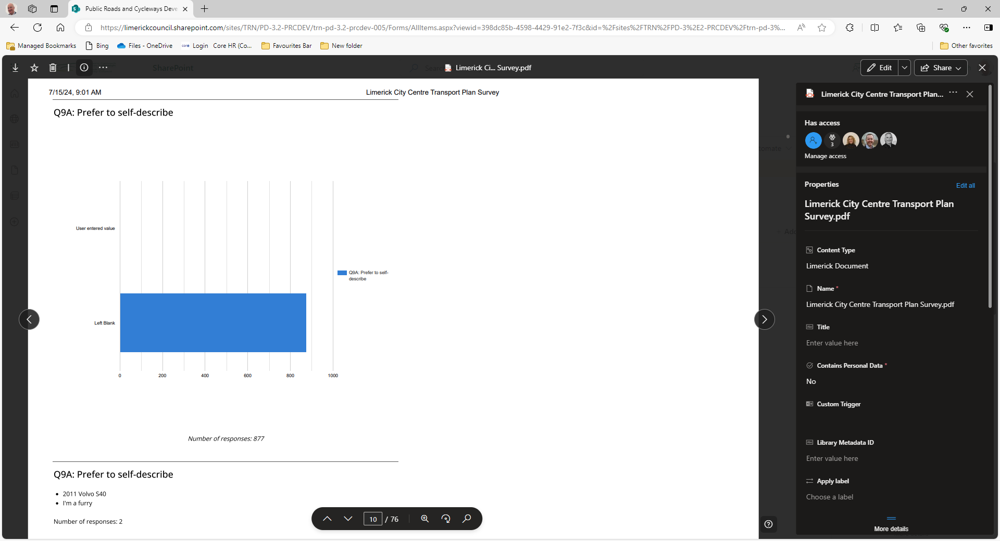 Public Roads and Cycleways Deve
https://limerickcouncil.sharepoint.com/sites/TRN/PD-3.2-PRCDEV/trn-pd-3.2-prcdev-005/Forms/AllItems.aspx?viewid=398dc85b-4598-4429-91e2-7f3c&id=%2Fsites%2FTRN%2FPD-3%2E2-PRCDEV%2Ftrn-pd-3%...
Managed Bookmarks Bing Files - OneDrive core Login Core HR (Co... Favourites Bar New folder Other favorites
SharePoint Search Limerick Ci... Survey.pdf Edit Share
7/15/24, 9:01 AM Limerick City Centre Transport Plan Survey
Q9A: Prefer to self-describe
User entered value
Q9A: Prefer to self-
describe
Left Blank
0 200 400 600 800 1000
Number of responses: 877
Q9A: Prefer to self-describe
• 2011 Volvo S40
• I'm a furry
Number of responses: 2
10 / 76
tomate
Add
Limerick City Centre Transport Plan... ...
Has access
3
Manage access
Properties Edit all
Limerick City Centre Transport Plan
Survey.pdf
Content Type
Limerick Document
Name *
Limerick City Centre Transport Plan Survey.pdf
Abc Title
Enter value here
Contains Personal Data *
No
Custom Trigger
Abc Library Metadata ID
Enter value here
Apply label
Choose a label
More details